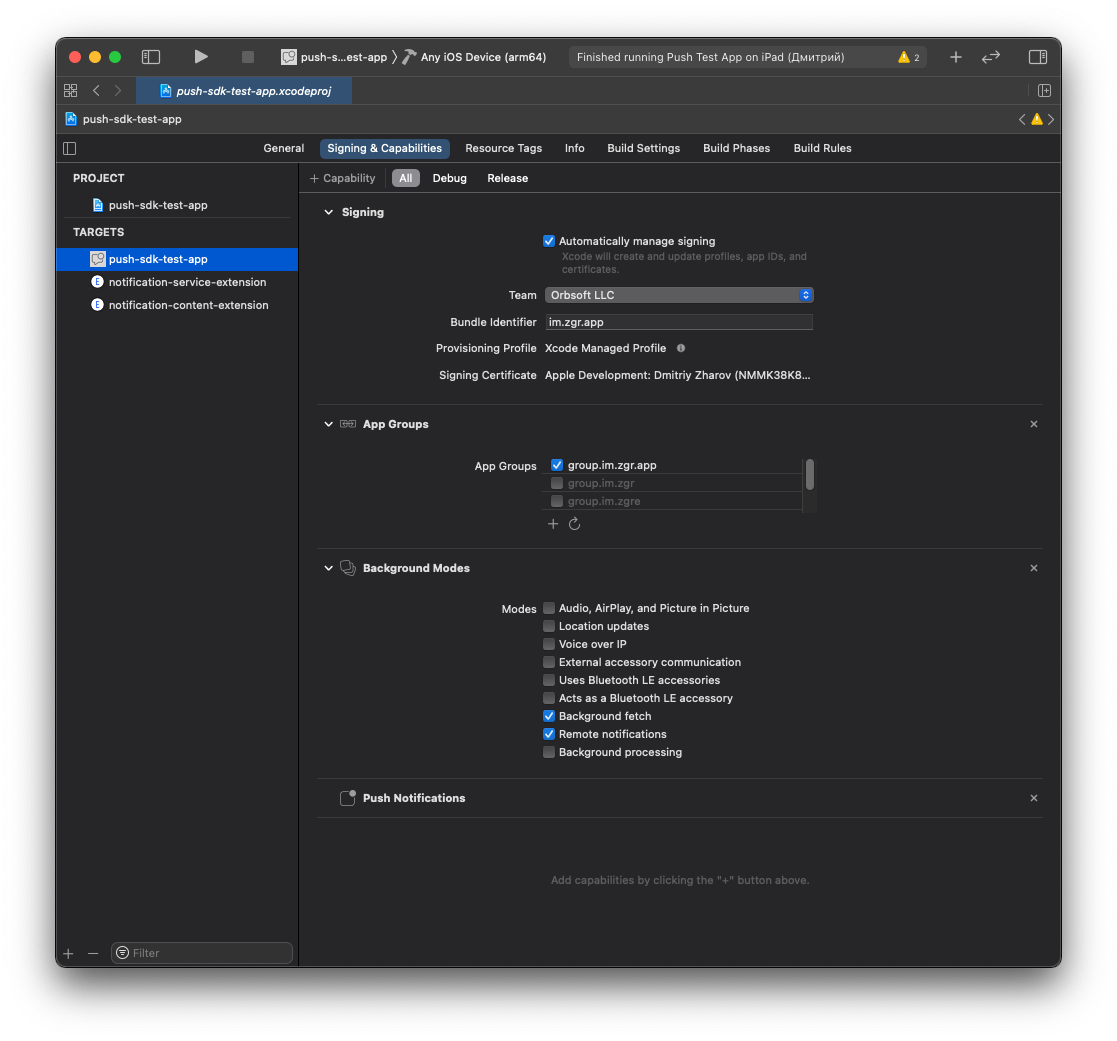 push-s...est-app
Any iOS Device (arm64)
Finished running Push Test App on iPad (Дмитрий)
2
push-sdk-test-app.xcodeproj
push-sdk-test-app
General
Signing & Capabilities
Resource Tags
Info
Build Settings
Build Phases
Build Rules
PROJECT
push-sdk-test-app
TARGETS
push-sdk-test-app
E notification-service-extension
E notification-content-extension
+ Capability
All
Debug
Release
Signing
Automatically manage signing
Xcode will create and update profiles, app IDs, and
certificates.
Team Orbsoft LLC
Bundle Identifier im.zgr.app
Provisioning Profile Xcode Managed Profile
Signing Certificate Apple Development: Dmitriy Zharov (NMMK38K8...
App Groups
App Groups group.im.zgr.app
group.im.zgr
group.im.zgre
Background Modes
Modes Audio, AirPlay, and Picture in Picture
Location updates
Voice over IP
External accessory communication
Uses Bluetooth LE accessories
Acts as a Bluetooth LE accessory
Background fetch
Remote notifications
Background processing
Push Notifications
Add capabilities by clicking the "+" button above.
Filter